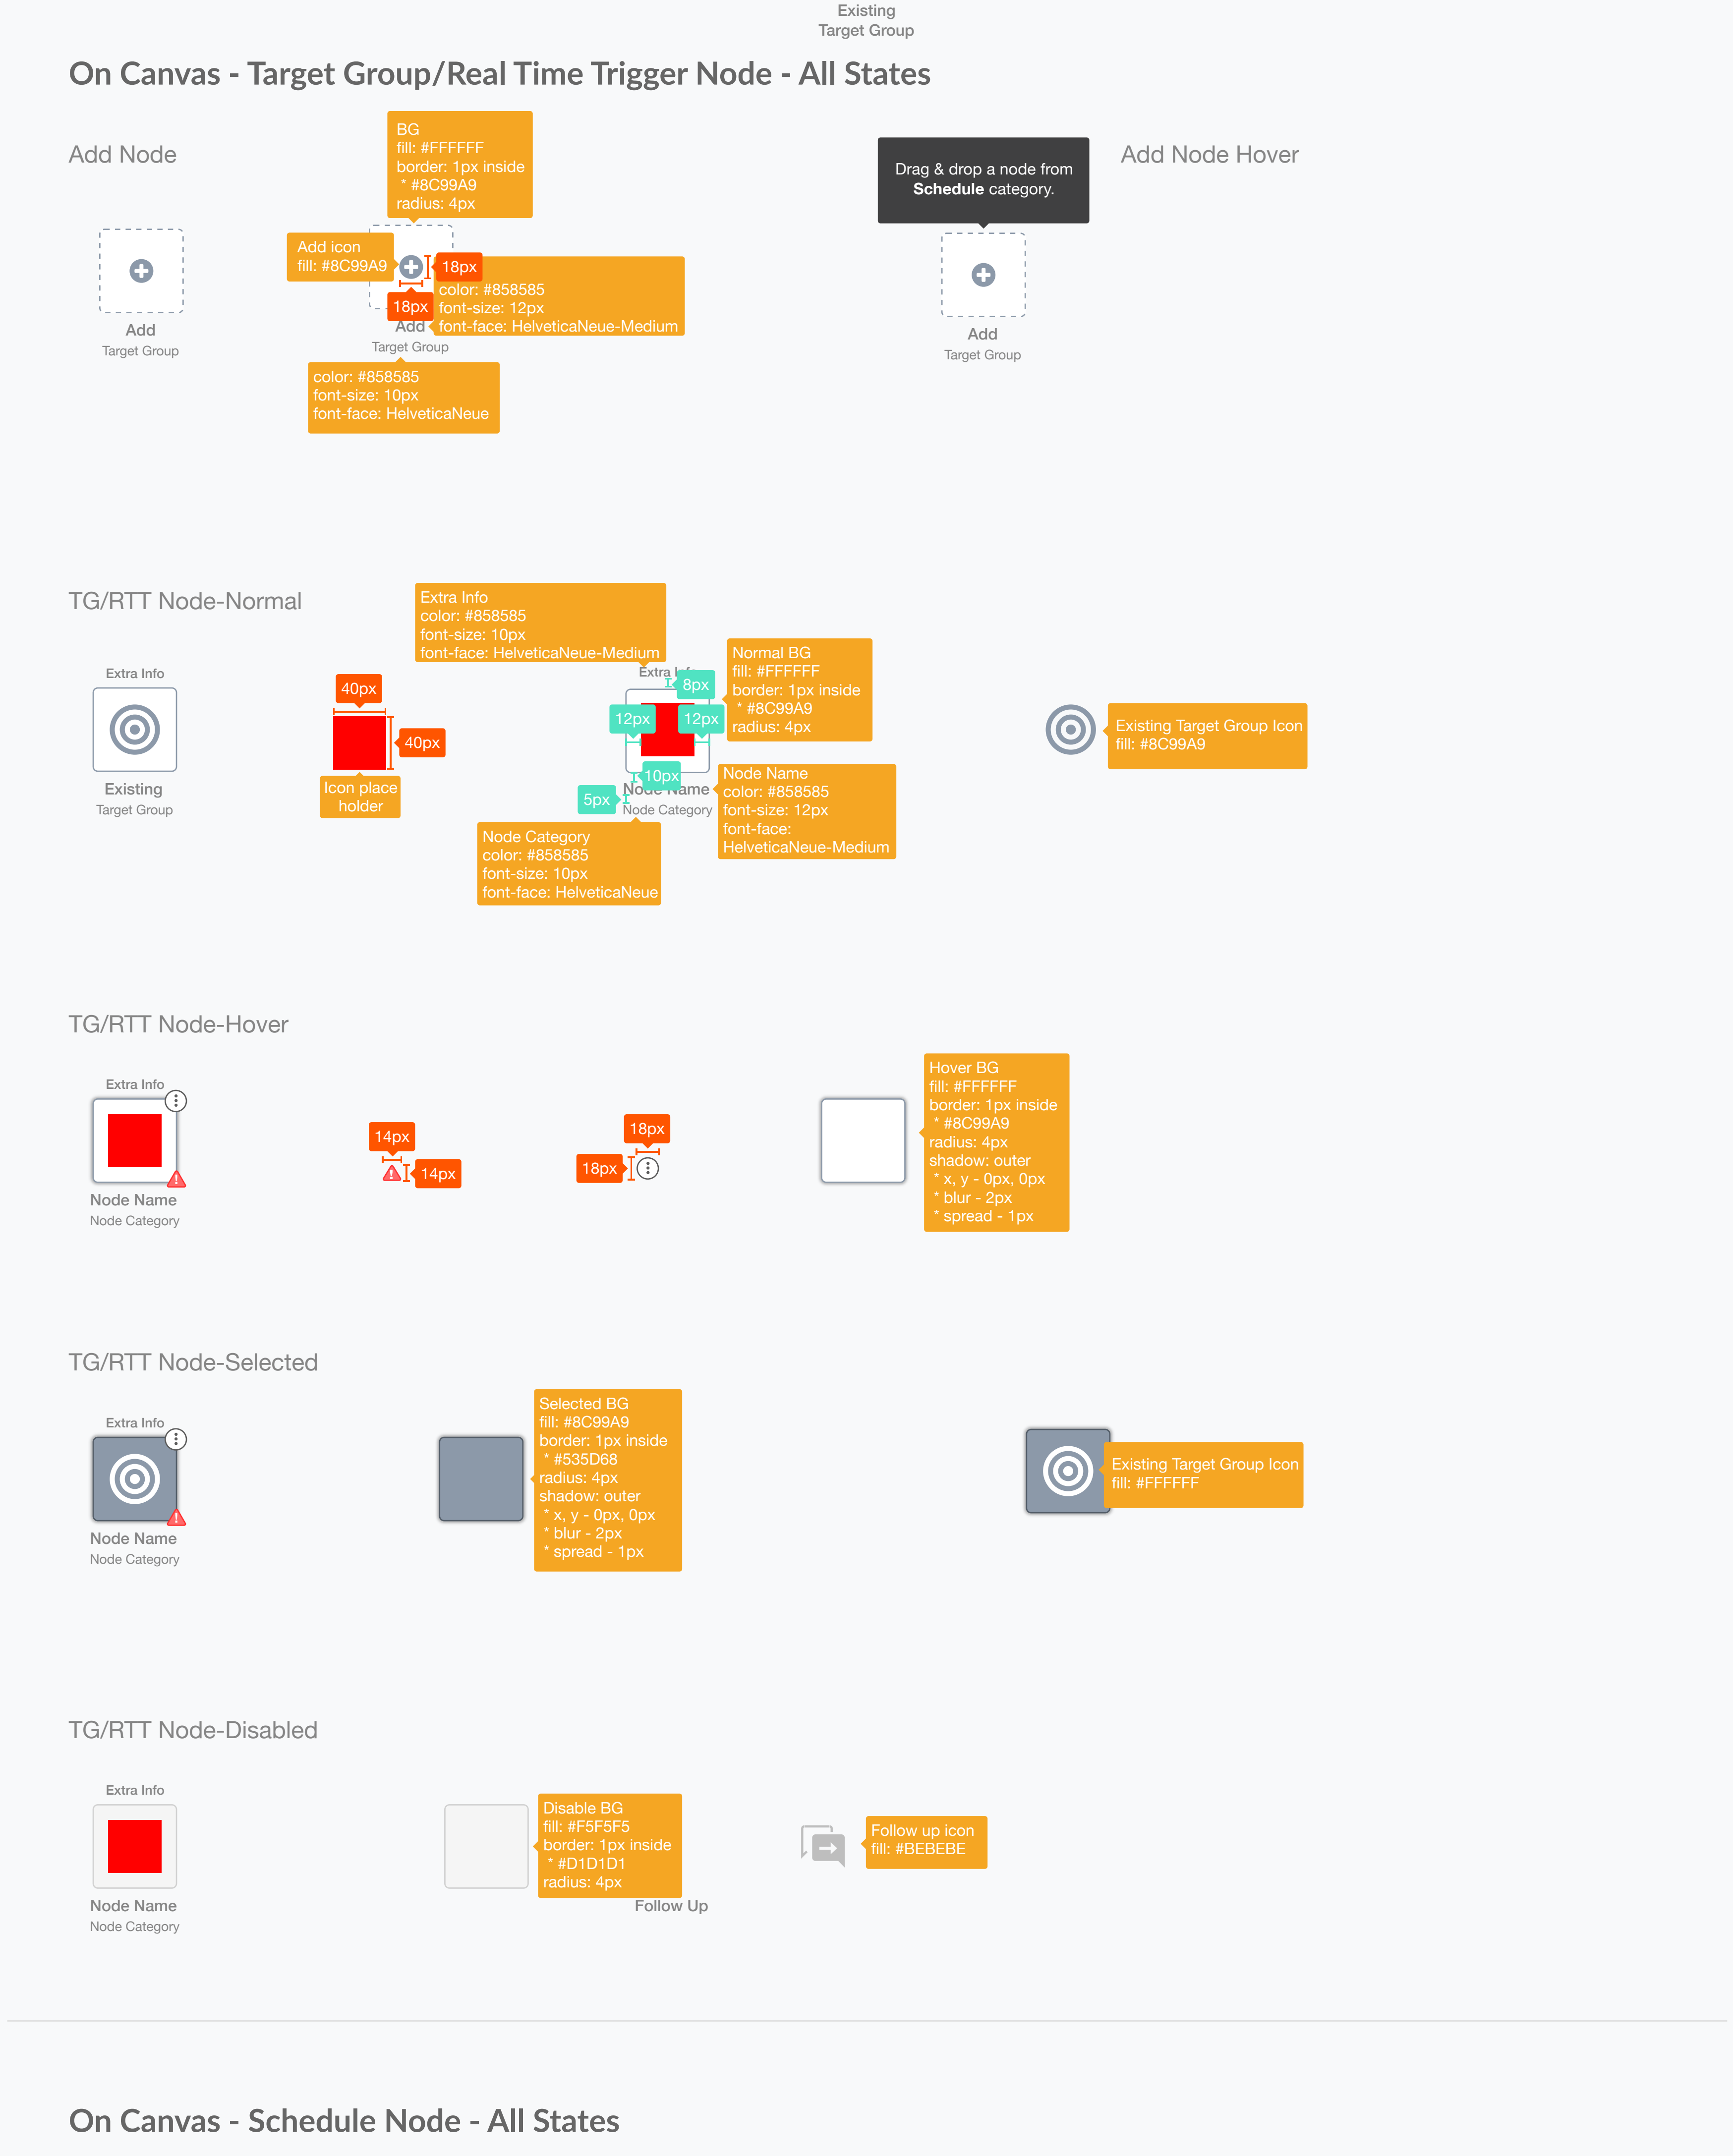 Existing
Target Group
On Canvas - Target Group/Real Time Trigger Node - All States
Add Node
BG
fill: #FFFFFF
border: 1px inside
* #8C99A9
radius: 4px
Drag & drop a node from
Schedule category.
Add Node Hover
Add icon
fill: #8C99A9
18px
18px
color: #858585
font-size: 12px
font-face: HelveticaNeue-Medium
Add
Target Group
Add
Target Group
color: #858585
font-size: 10px
font-face: HelveticaNeue
Add
Target Group
TG/RTT Node-Normal
Extra Info
color: #858585
font-size: 10px
font-face: HelveticaNeue-Medium
Extra Info
Existing
Target Group
40px
40px
Icon place
holder
Extra Info
8px
12px
12px
10px
5px
Node Name
Node Category
Normal BG
fill: #FFFFFF
border: 1px inside
* #8C99A9
radius: 4px
Node Name
color: #858585
font-size: 12px
font-face:
HelveticaNeue-Medium
Node Category
color: #858585
font-size: 10px
font-face: HelveticaNeue
Existing Target Group Icon
fill: #8C99A9
TG/RTT Node-Hover
Extra Info
Node Name
Node Category
14px
14px
18px
18px
Hover BG
fill: #FFFFFF
border: 1px inside
* #8C99A9
radius: 4px
shadow: outer
* x, y - 0px, 0px
* blur - 2px
* spread - 1px
TG/RTT Node-Selected
Extra Info
Node Name
Node Category
Selected BG
fill: #8C99A9
border: 1px inside
* #535D68
radius: 4px
shadow: outer
* x, y - 0px, 0px
* blur - 2px
* spread - 1px
Existing Target Group Icon
fill: #FFFFFF
TG/RTT Node-Disabled
Extra Info
Node Name
Node Category
Disable BG
fill: #F5F5F5
border: 1px inside
* #D1D1D1
radius: 4px
Follow Up
Follow up icon
fill: #BEBEBE
On Canvas - Schedule Node - All States